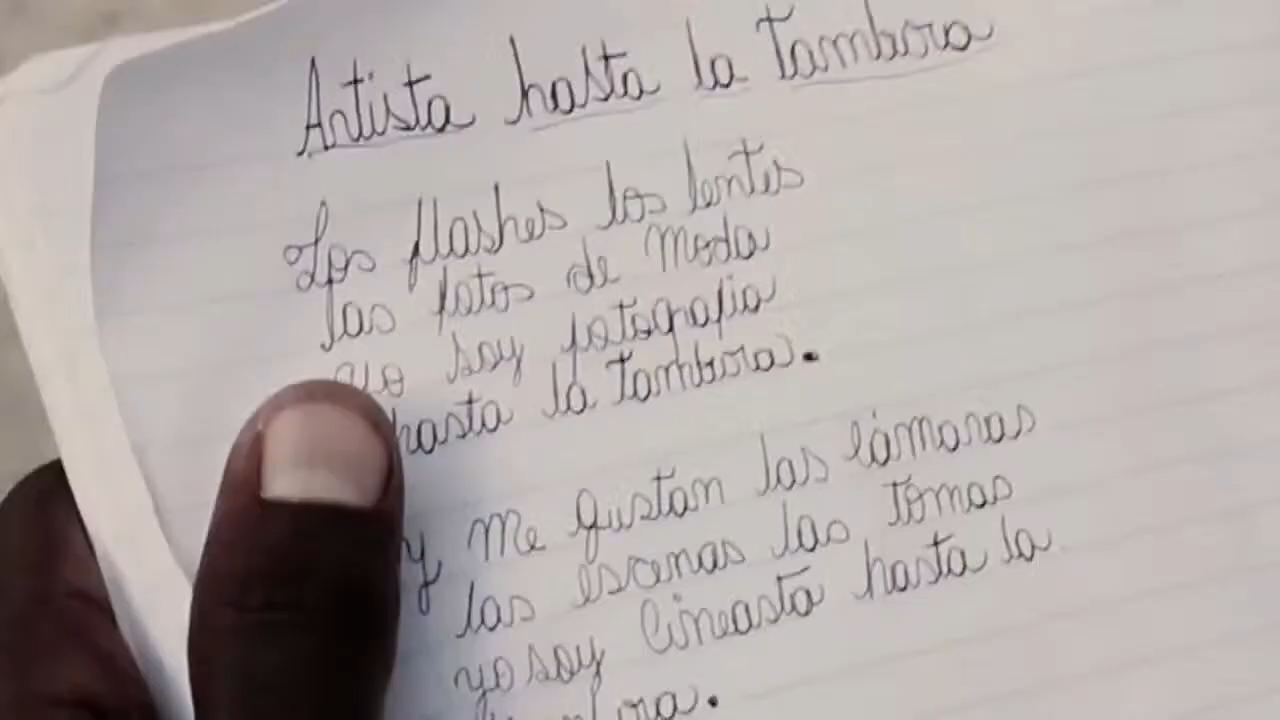 Artista hasta la Tambora
Los flashes los lentes
las fotos de moda
yo soy fotografia
hasta la Tambora.
y me gustan las cámaras
las escenas las tomas
yo soy Cineasta hasta la